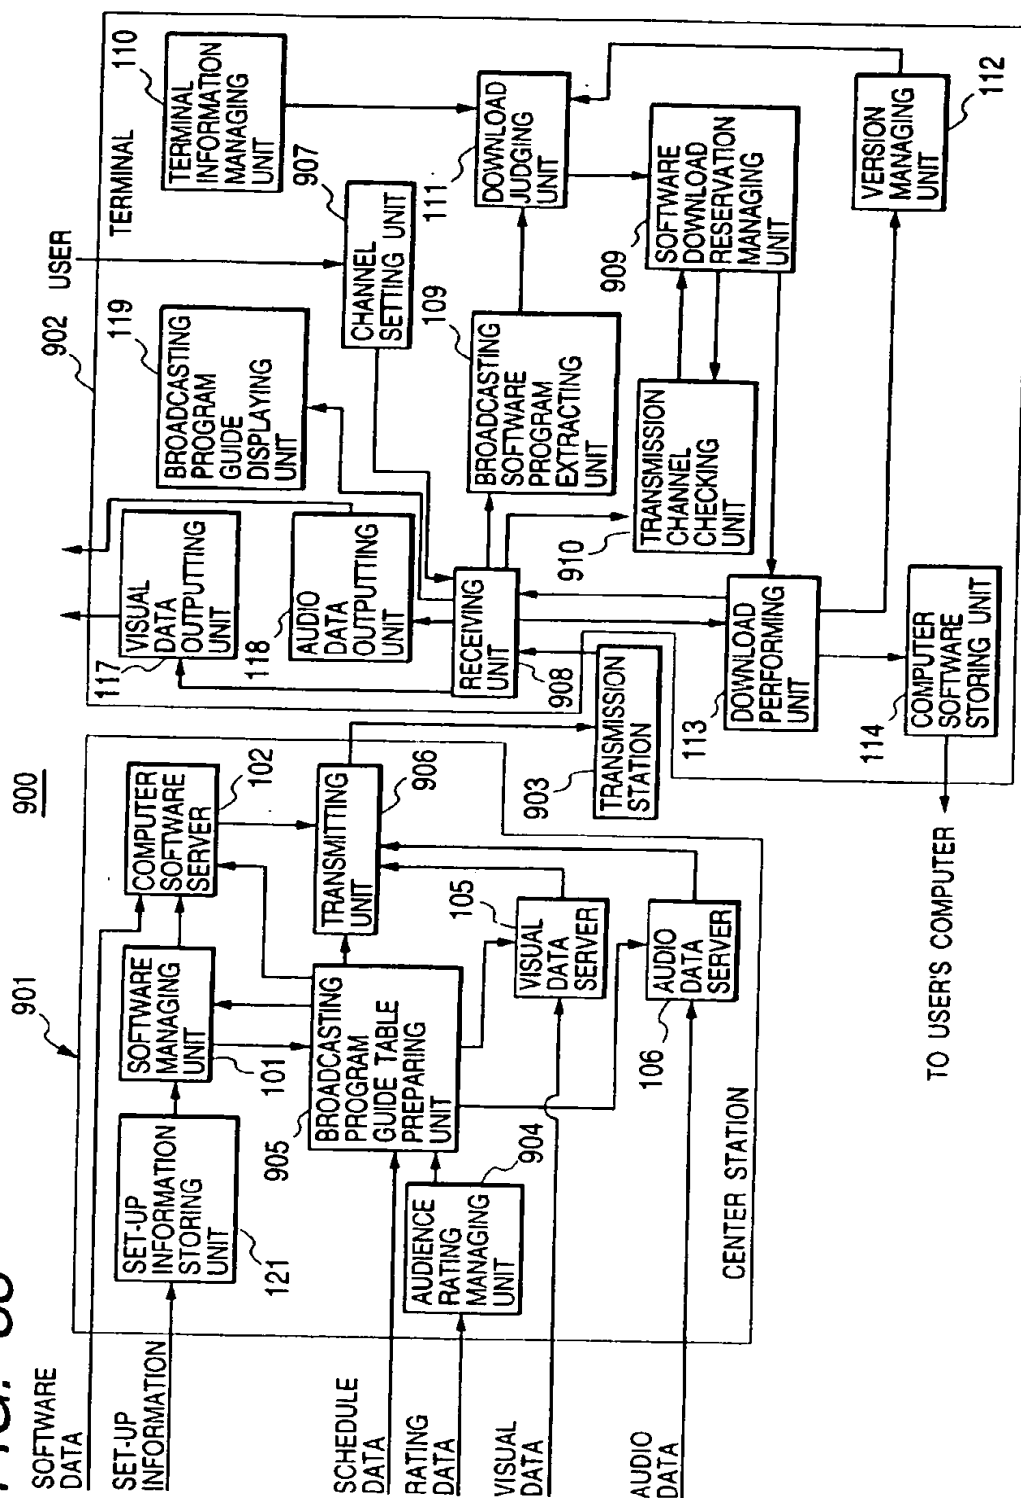 900
SOFTWARE
DATA
SET-UP
INFORMATION
SCHEDULE
DATA
RATING
DATA
VISUAL
DATA
AUDIO
DATA
901
SET-UP
INFORMATION
STORING
UNIT
121
SOFTWARE
MANAGING
UNIT
101
COMPUTER
SOFTWARE
SERVER
102
905
BROADCASTING
PROGRAM
GUIDE TABLE
PREPARING
UNIT
TRANSMITTING
UNIT
906
AUDIENCE
RATING
MANAGING
UNIT
904
105
VISUAL
DATA
SERVER
106
AUDIO
DATA
SERVER
CENTER STATION
903
TRANSMISSION
STATION
902
USER
TERMINAL
117
VISUAL
DATA
OUTPUTTING
UNIT
118
AUDIO
DATA
OUTPUTTING
UNIT
119
BROADCASTING
PROGRAM
GUIDE
DISPLAYING
UNIT
110
TERMINAL
INFORMATION
MANAGING
UNIT
907
CHANNEL
SETTING UNIT
RECEIVING
UNIT
908
109
BROADCAST
SOFTWARE
PROGRAM
EXTRACTING
UNIT
111
DOWNLOAD
JUDGING
UNIT
910
TRANSMISSION
CHANNEL
CHECKING
UNIT
909
SOFTWARE
DOWNLOAD
RESERVATION
MANAGING
UNIT
113
DOWNLOAD
PERFORMING
UNIT
VERSION
MANAGING
UNIT
112
114
COMPUTER
SOFTWARE
STORING UNIT
TO USER'S COMPUTER